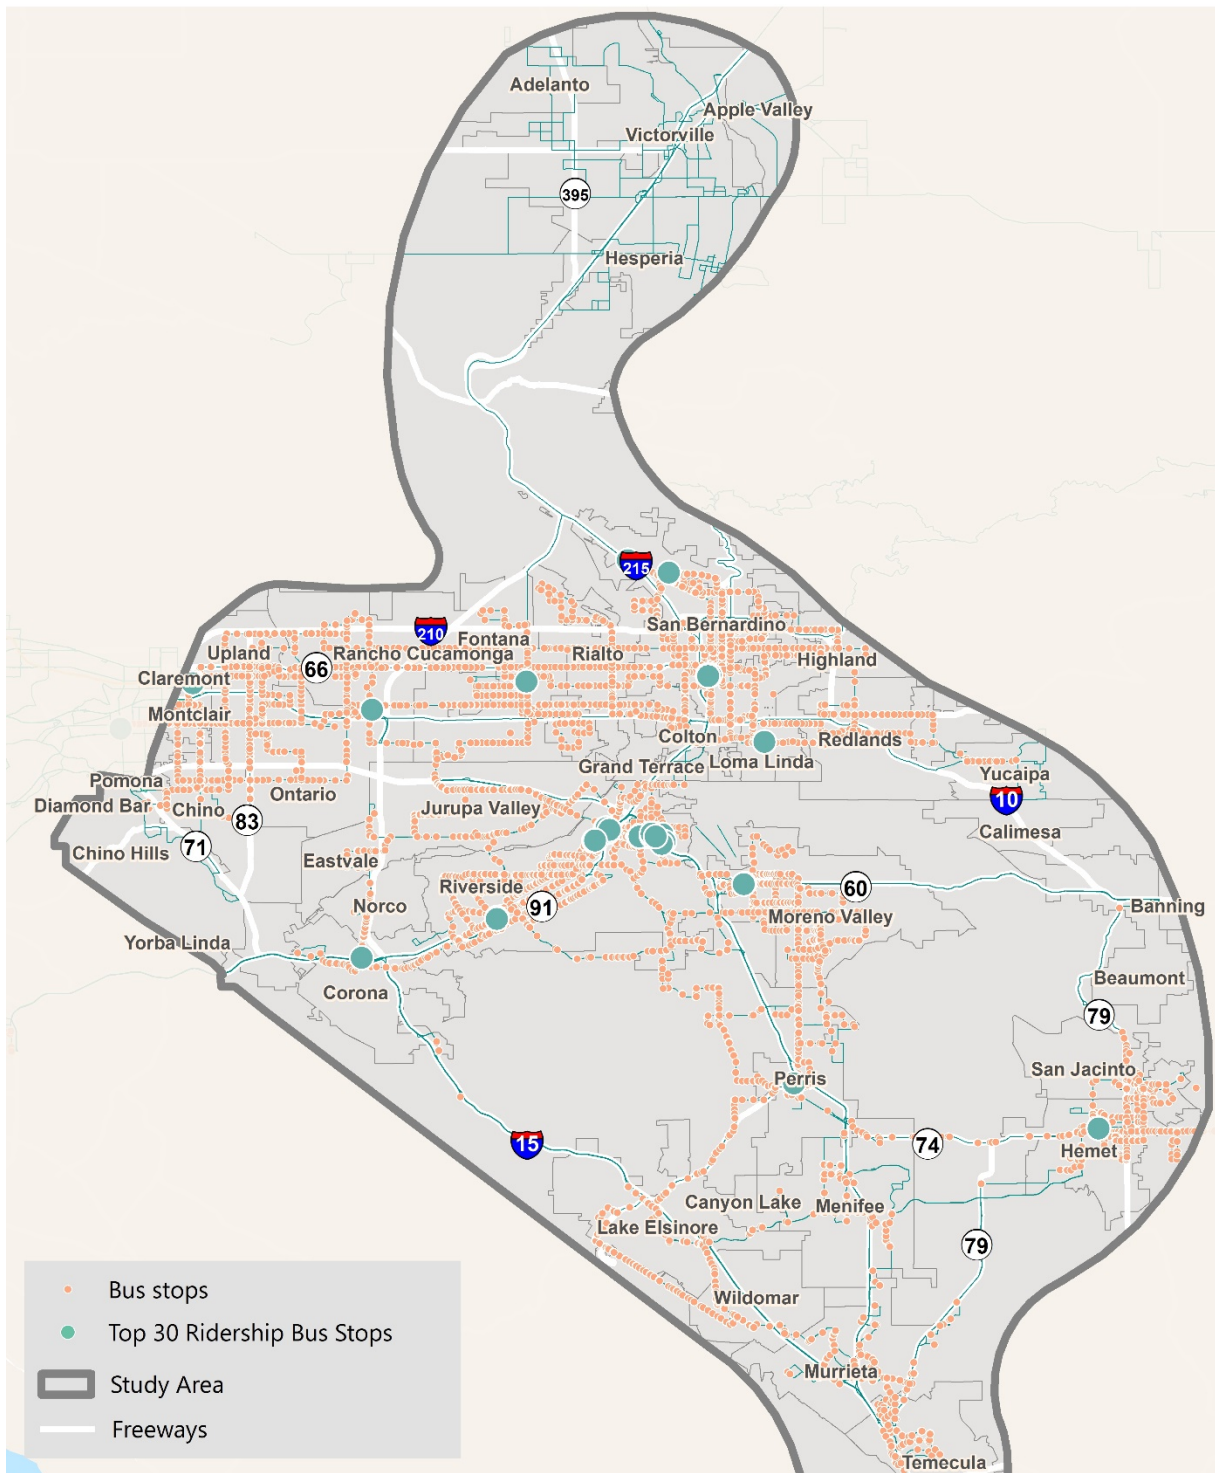 Adelanto
Apple Valley
Victorville
395
Hesperia
215
San Bernardino
210
Fontana
Upland
Rancho Cucamonga
Rialto
Highland
66
Claremont
Montclair
Colton
Redlands
Grand Terrace
Loma Linda
Pomona
Yucaipa
Ontario
10
Diamond Bar
Chino
Jurupa Valley
83
Calimesa
71
Chino Hills
Eastvale
Riverside
60
91
Norco
Banning
Moreno Valley
Yorba Linda
Beaumont
Corona
79
San Jacinto
Perris
15
74
Hemet
Canyon Lake
Menifee
Lake Elsinore
79
Wildomar
Murrieta
Temecula
Bus stops
Top 30 Ridership Bus Stops
Study Area
Freeways